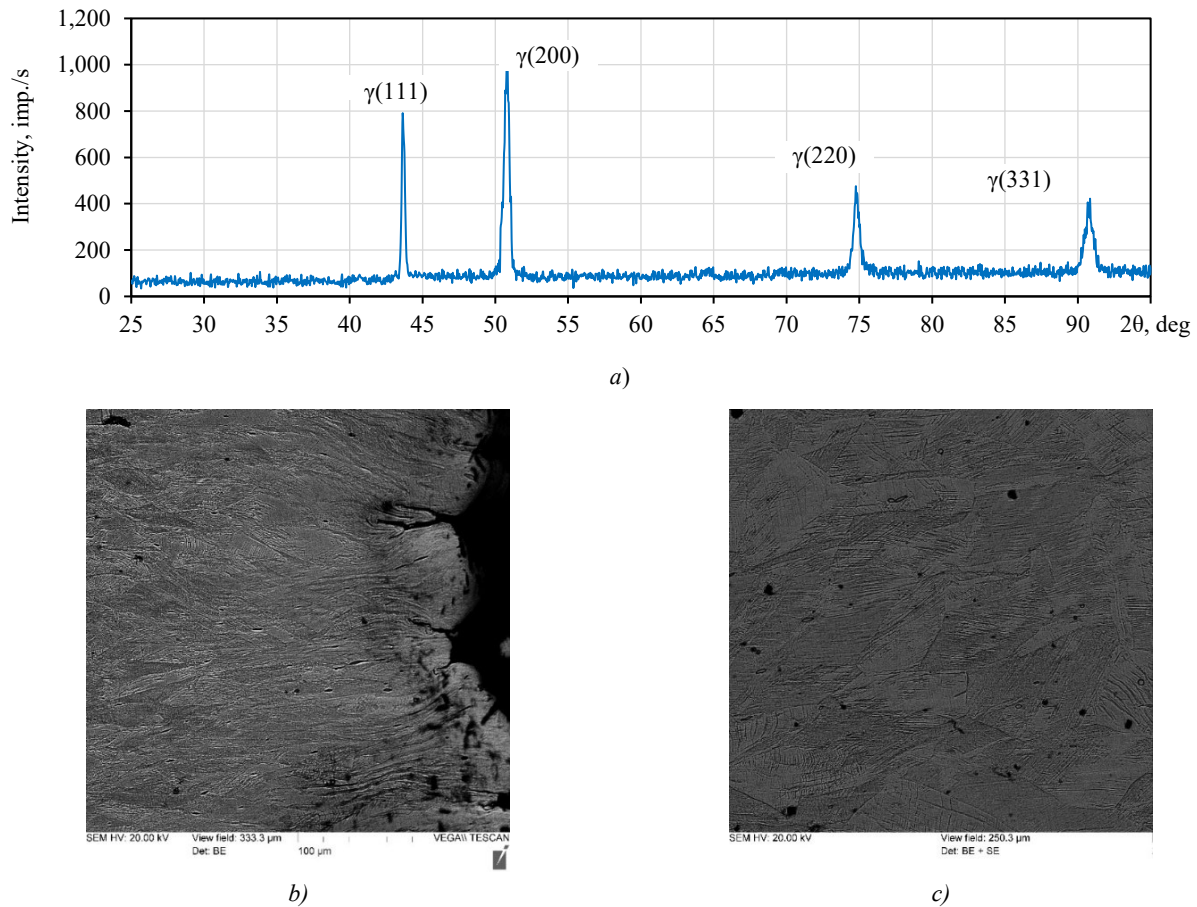 1,200
1,000
800
600
400
200
0
Intensity, imp./s
γ(111)
γ(200)
γ(220)
γ(331)
25 30 35 40 45 50 55 60 65 70 75 80 85 90 2θ, deg
a)
SEM HV: 20.00 kV View field: 333.3 µm VEGA\\ TESCAN
Det: BE 100 µm
b)
SEM HV: 20.00 kV View field: 250.3 µm
Det: BE + SE
c)